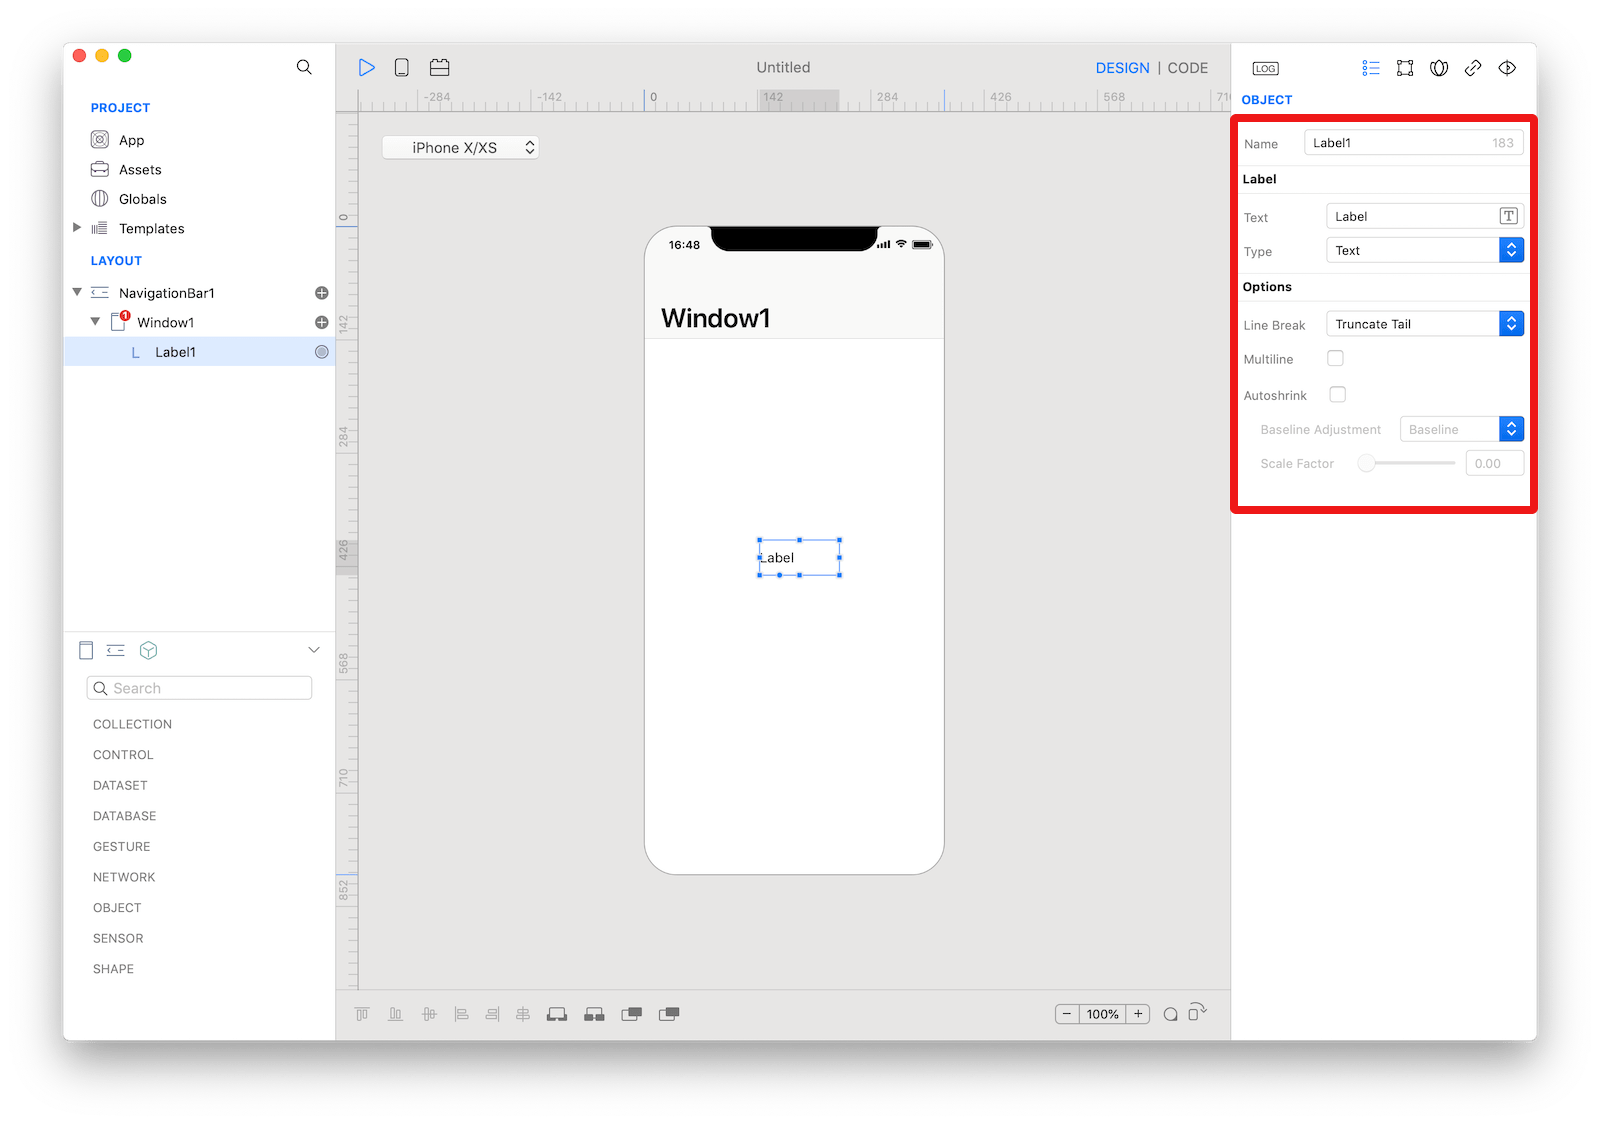 Untitled
DESIGN | CODE
LOG
PROJECT
App
Assets
Globals
Templates
LAYOUT
NavigationBar1
1
Window1
L Label1
Search
COLLECTION
CONTROL
DATASET
DATABASE
GESTURE
NETWORK
OBJECT
SENSOR
SHAPE
-284 -142 0 142 284 426 568 710
0
142
284
426
568
710
852
iPhone X/XS
16:48
Window1
Label
100%
OBJECT
Name Label1 183
Label
Text Label T
Type Text
Options
Line Break Truncate Tail
Multiline
Autoshrink
Baseline Adjustment Baseline
Scale Factor 0.00